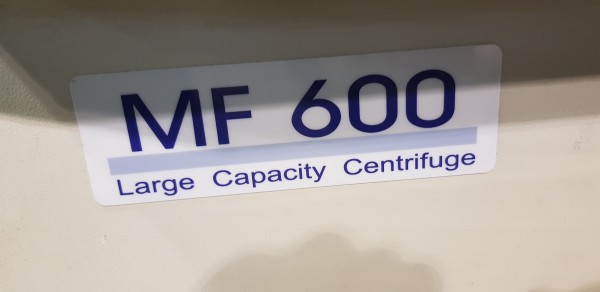 MF 600
Large Capacity Centrifuge